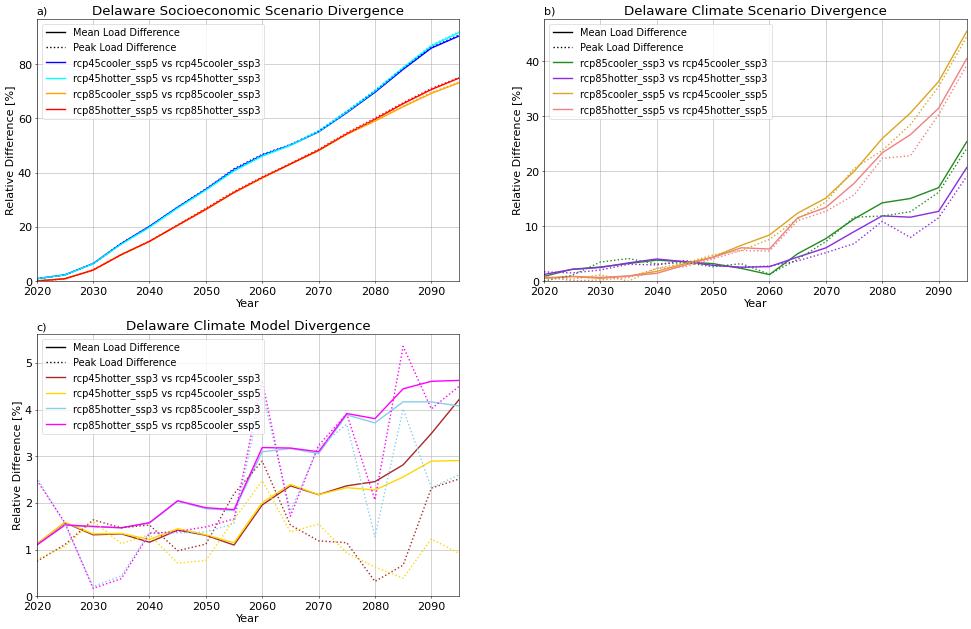 a)
Delaware Socioeconomic Scenario Divergence
Mean Load Difference
Peak Load Difference
rcp45cooler_ssp5 vs rcp45cooler_ssp3
rcp45hotter_ssp5 vs rcp45hotter_ssp3
rcp85cooler_ssp5 vs rcp85cooler_ssp3
rcp85hotter_ssp5 vs rcp85hotter_ssp3
Relative Difference [%]
80
60
40
20
0
2020 2030 2040 2050 2060 2070 2080 2090
Year
b)
Delaware Climate Scenario Divergence
Mean Load Difference
Peak Load Difference
rcp85cooler_ssp3 vs rcp45cooler_ssp3
rcp85hotter_ssp3 vs rcp45hotter_ssp3
rcp85cooler_ssp5 vs rcp45cooler_ssp5
rcp85hotter_ssp5 vs rcp45hotter_ssp5
Relative Difference [%]
40
30
20
10
0
2020 2030 2040 2050 2060 2070 2080 2090
Year
c)
Delaware Climate Model Divergence
Mean Load Difference
Peak Load Difference
rcp45hotter_ssp3 vs rcp45cooler_ssp3
rcp45hotter_ssp5 vs rcp45cooler_ssp5
rcp85hotter_ssp3 vs rcp85cooler_ssp3
rcp85hotter_ssp5 vs rcp85cooler_ssp5
Relative Difference [%]
5
4
3
2
1
0
2020 2030 2040 2050 2060 2070 2080 2090
Year